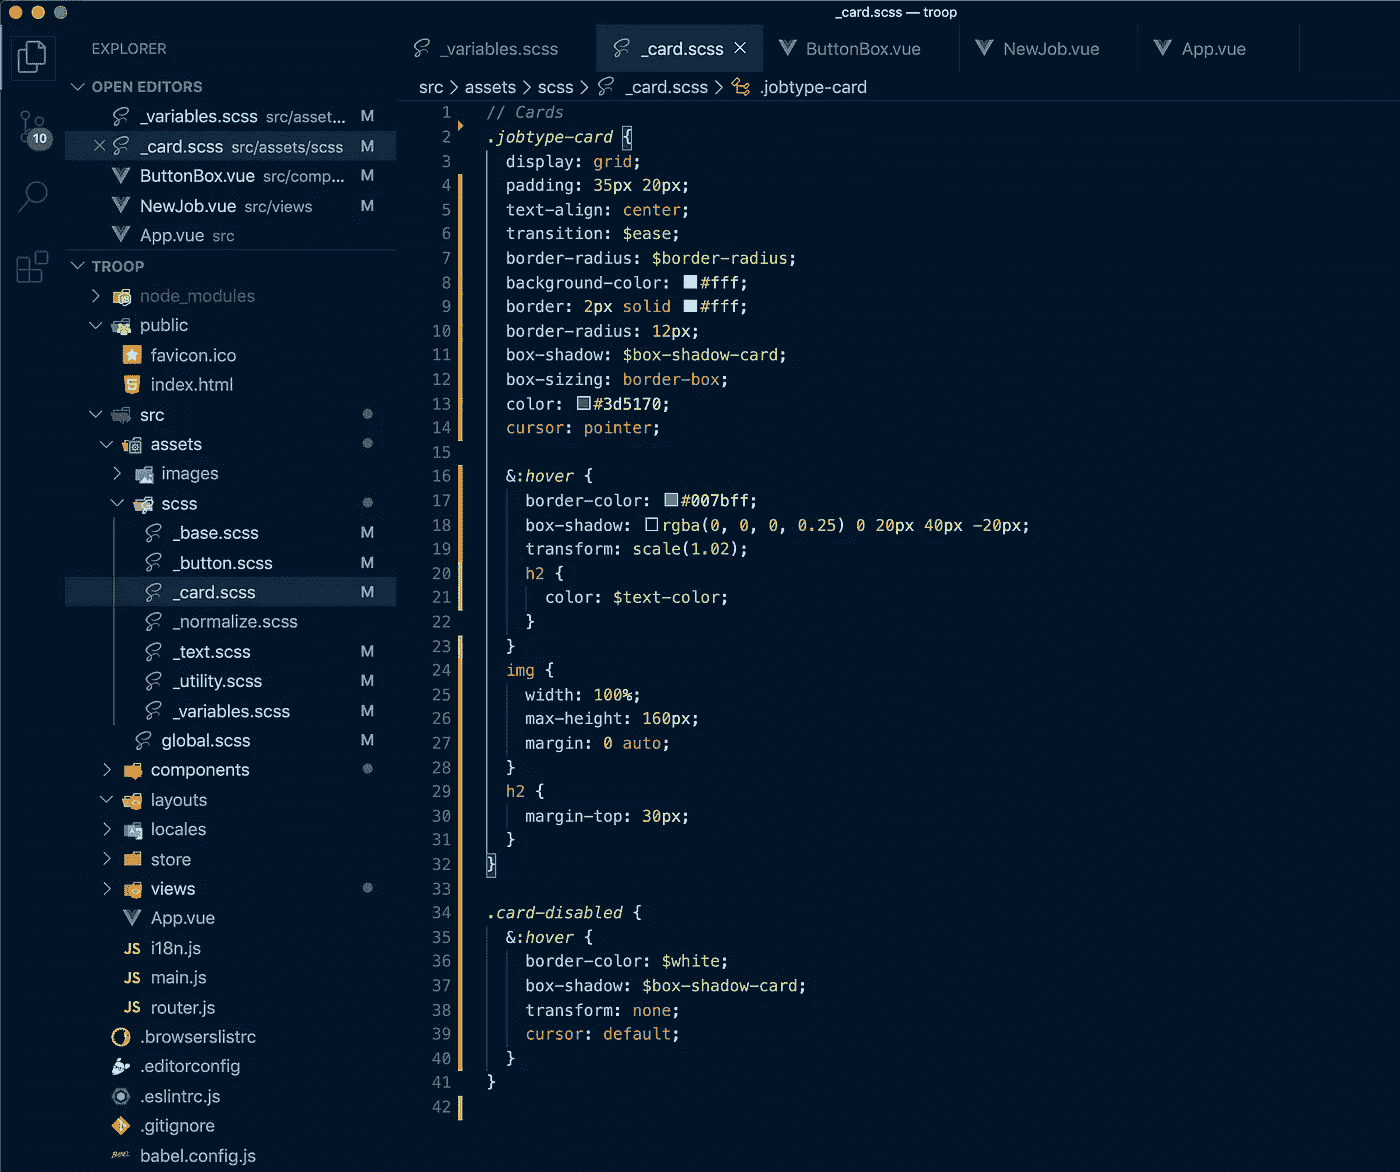 _card.scss — troop
EXPLORER
OPEN EDITORS
_variables.scss src/asset... M
_card.scss src/assets/scss M
ButtonBox.vue src/comp... M
NewJob.vue src/views M
App.vue src
10
TROOP
node_modules
public
favicon.ico
index.html
src
assets
images
scss
_base.scss M
_button.scss M
_card.scss M
_normalize.scss
_text.scss M
_utility.scss M
_variables.scss M
global.scss M
components
layouts
locales
store
views
App.vue
JS i18n.js
JS main.js
JS router.js
.browserslistrc
.editorconfig
.eslintrc.js
.gitignore
BABEL babel.config.js
_variables.scss _card.scss × ButtonBox.vue NewJob.vue App.vue
src > assets > scss > _card.scss > .jobtype-card
1 // Cards
2 .jobtype-card {
3 display: grid;
4 padding: 35px 20px;
5 text-align: center;
6 transition: $ease;
7 border-radius: $border-radius;
8 background-color: #fff;
9 border: 2px solid #fff;
10 border-radius: 12px;
11 box-shadow: $box-shadow-card;
12 box-sizing: border-box;
13 color: #3d5170;
14 cursor: pointer;
15
16 &:hover {
17 border-color: #007bff;
18 box-shadow: rgba(0, 0, 0, 0.25) 0 20px 40px -20px;
19 transform: scale(1.02);
20 h2 {
21 color: $text-color;
22 }
23 }
24 img {
25 width: 100%;
26 max-height: 160px;
27 margin: 0 auto;
28 }
29 h2 {
30 margin-top: 30px;
31 }
32 }
33
34 .card-disabled {
35 &:hover {
36 border-color: $white;
37 box-shadow: $box-shadow-card;
38 transform: none;
39 cursor: default;
40 }
41 }
42